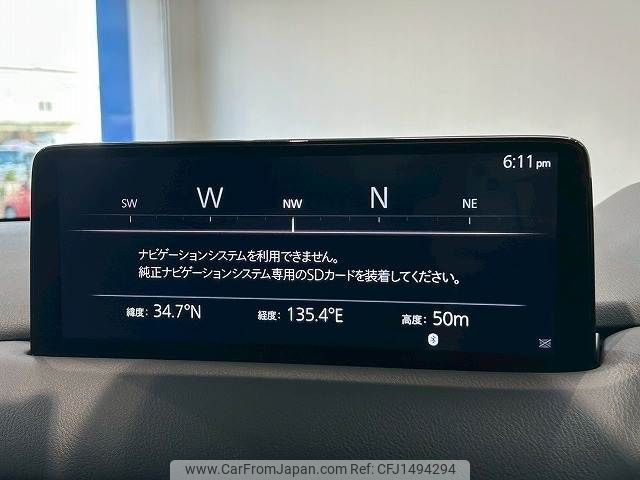 6:11pm
SW W NW N NE
ナビゲーションシステムを利用できません。
純正ナビゲーションシステム専用のSDカードを装着してください。
緯度: 34.7°N 経度: 135.4°E 高度: 50m
www.CarFromJapan.com - CFJ1494294